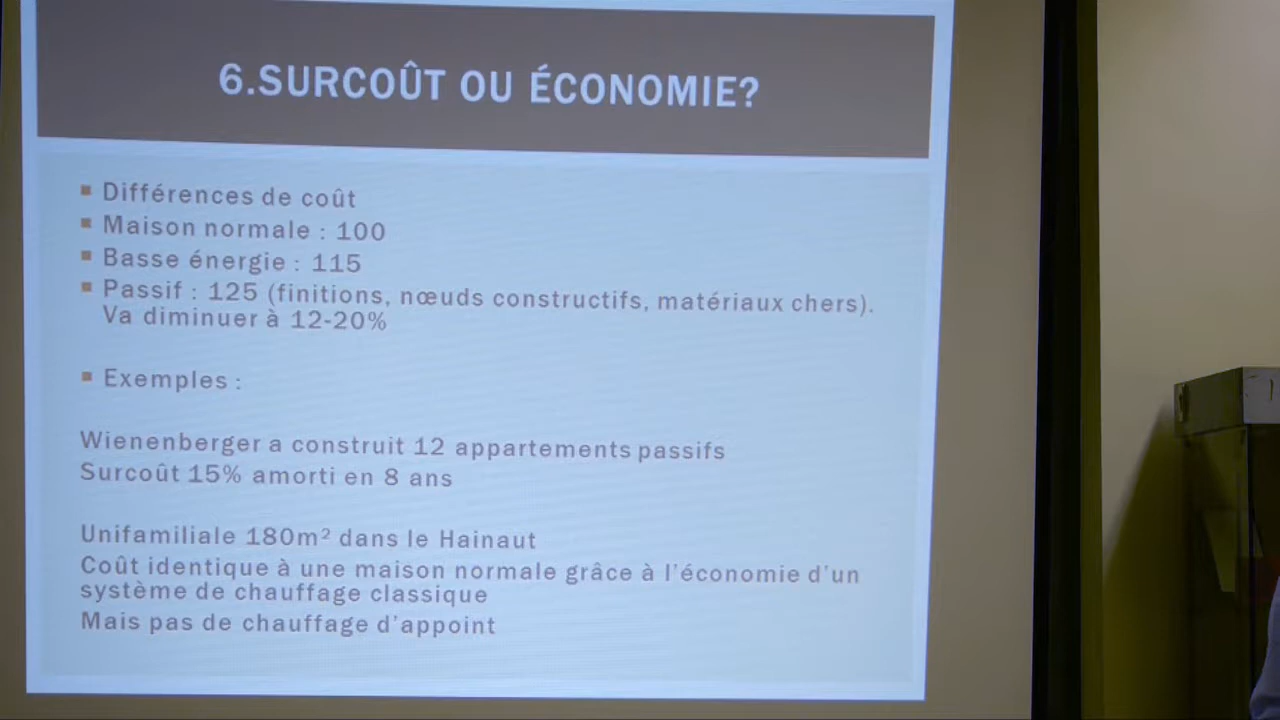 6.SURCOÛT OU ÉCONOMIE?
Différences de coût
Maison normale : 100
Basse énergie : 115
Passif : 125 (finitions, nœuds constructifs, matériaux chers).
Va diminuer à 12-20%
Exemples :
Wienenberger a construit 12 appartements passifs
Surcoût 15% amorti en 8 ans
Unifamiliale 180m² dans le Hainaut
Coût identique à une maison normale grâce à l'économie d'un
système de chauffage classique
Mais pas de chauffage d'appoint